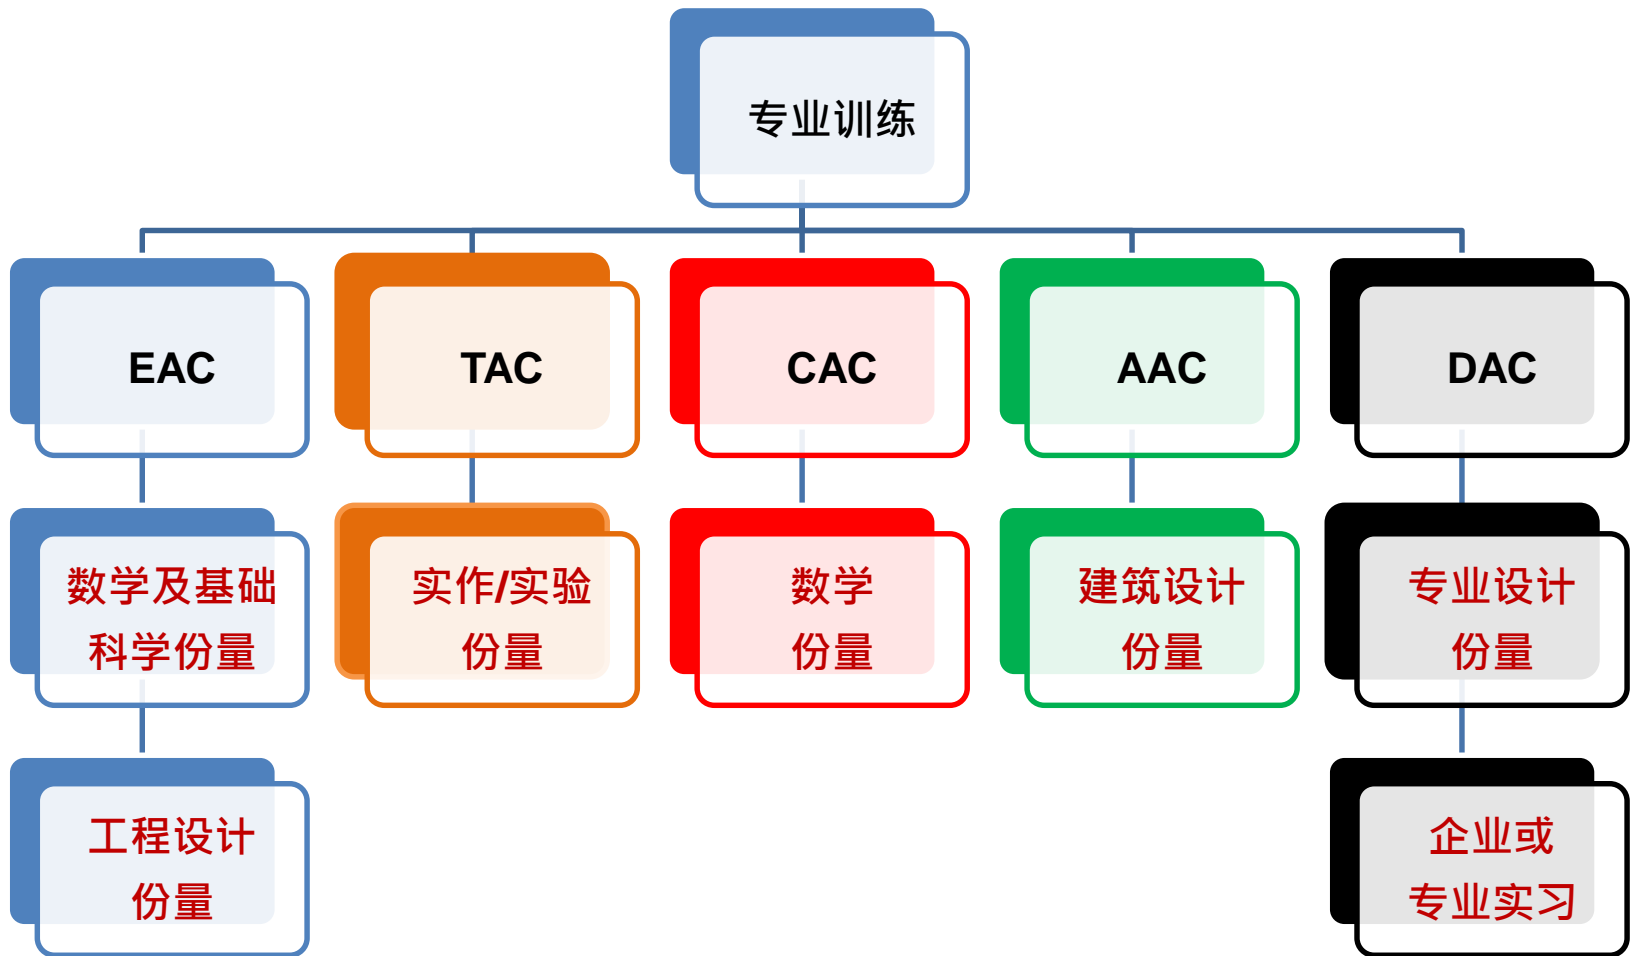 专业训练
EAC
TAC
CAC
AAC
DAC
数学及基础
科学份量
实作/实验
份量
数学
份量
建筑设计
份量
专业设计
份量
工程设计
份量
企业或
专业实习